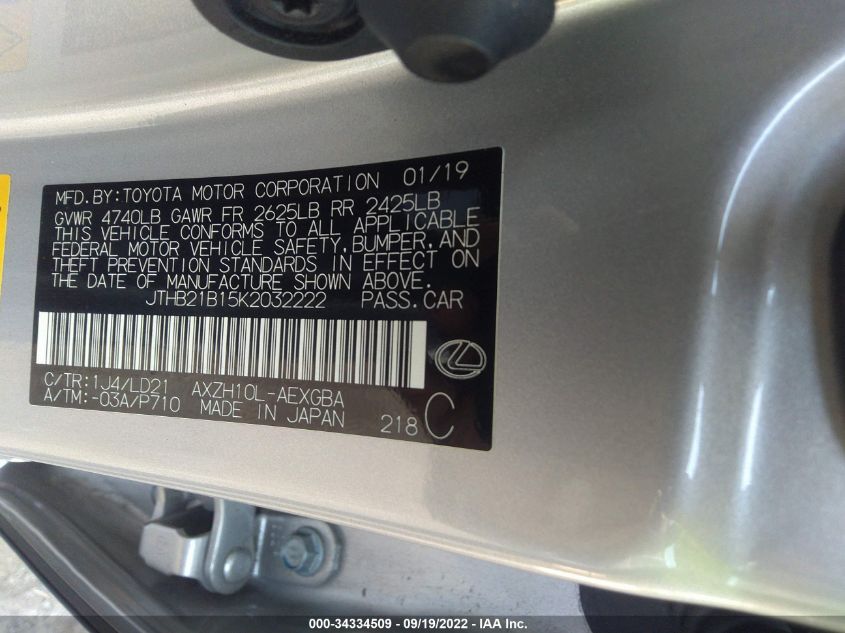 MFD.BY:TOYOTA MOTOR CORPORATION 01/19
GVWR 4740LB GAWR FR 2625LB RR 2425LB
THIS VEHICLE CONFORMS TO ALL APPLICABLE
FEDERAL MOTOR VEHICLE SAFETY,BUMPER,AND
THEFT PREVENTION STANDARDS IN EFFECT ON
THE DATE OF MANUFACTURE SHOWN ABOVE.
JTHB21B15K2032222 PASS.CAR
C/TR:1J4/LD21 AXZH10L-AEXGBA
A/TM:-03A/P710 MADE IN JAPAN 218 C
000-34334509 - 09/19/2022 - IAA Inc.